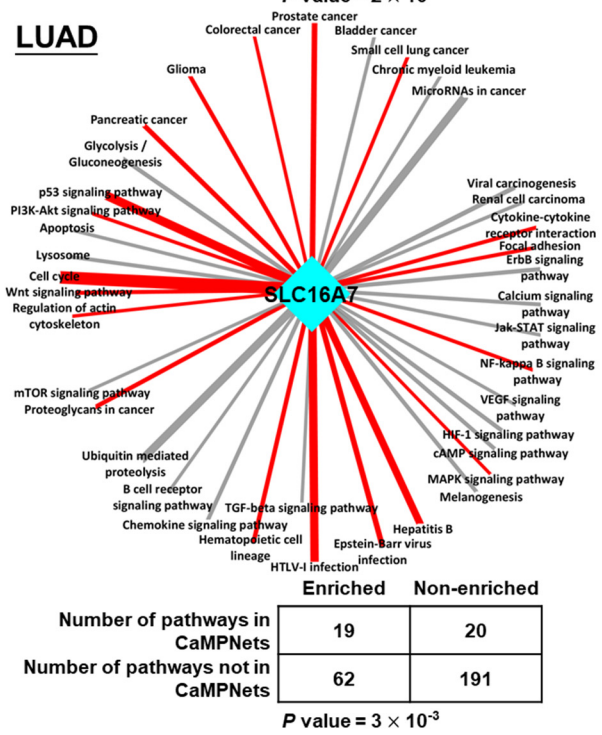 P value = 2 × 10
LUAD
Prostate cancer
Colorectal cancer
Bladder cancer
Small cell lung cancer
Glioma
Chronic myeloid leukemia
MicroRNAs in cancer
Pancreatic cancer
Glycolysis /
Gluconeogenesis
p53 signaling pathway
PI3K-Akt signaling pathway
Apoptosis
Lysosome
Cell cycle
Wnt signaling pathway
Regulation of actin
cytoskeleton
Viral carcinogenesis
Renal cell carcinoma
Cytokine-cytokine
receptor interaction
Focal adhesion
ErbB signaling
pathway
SLC16A7
Calcium signaling
pathway
Jak-STAT signaling
pathway
NF-kappa B signaling
pathway
VEGF signaling
pathway
HIF-1 signaling pathway
cAMP signaling pathway
MAPK signaling pathway
Melanogenesis
mTOR signaling pathway
Proteoglycans in cancer
Ubiquitin mediated
proteolysis
B cell receptor
signaling pathway
Chemokine signaling pathway
TGF-beta signaling pathway
Hematopoietic cell
lineage
HTLV-I infection
Hepatitis B
Epstein-Barr virus
infection
Enriched Non-enriched
Number of pathways in
CaMPNets
19 20
Number of pathways not in
CaMPNets
62 191
P value = 3 × 10-3